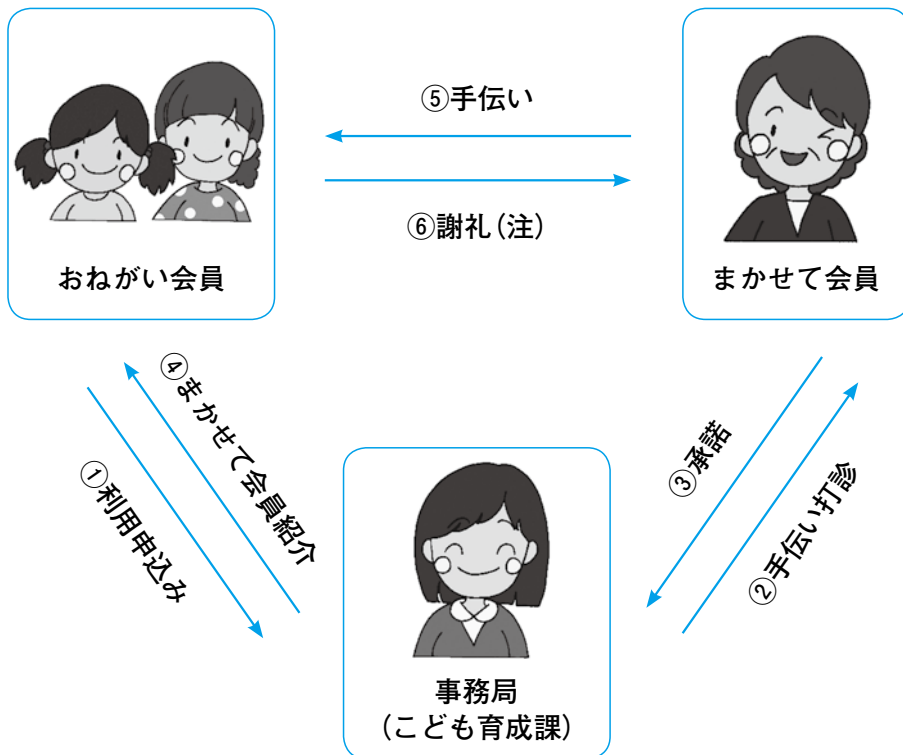 ⑤手伝い
⑥謝礼(注)
おねがい会員
まかせて会員
④まかせて会員紹介
①利用申込み
③承諾
②手伝い打診
事務局
(こども育成課)